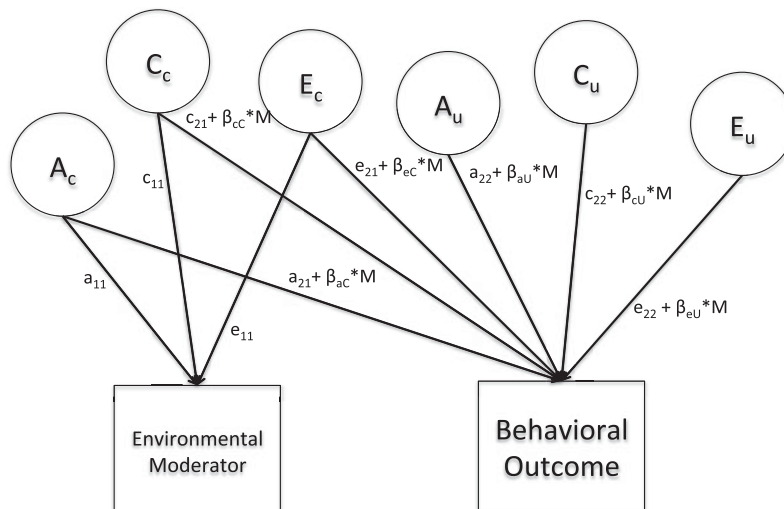 C_c
E_c
A_u
C_u
E_u
A_c
c_21 + β_cC*M
e_21 + β_eC*M
a_22 + β_aU*M
c_11
c_22 + β_cU*M
a_11
a_21 + β_aC*M
e_11
e_22 + β_eU*M
Environmental
Moderator
Behavioral
Outcome